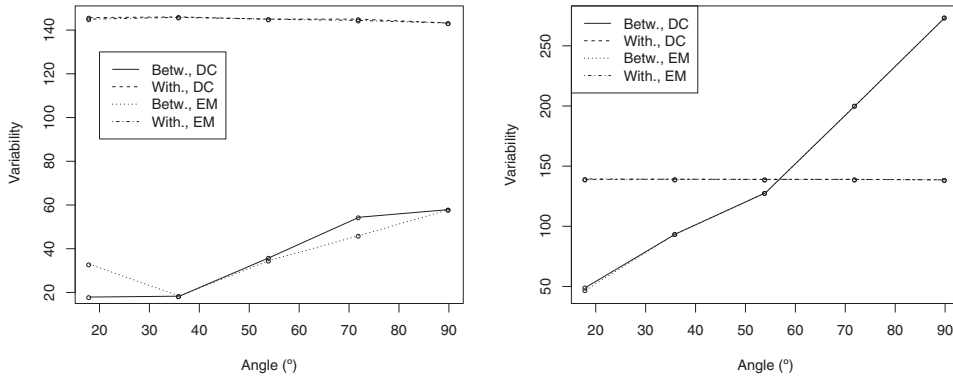 140
120
100
80
60
40
20
Variability
Betw., DC
With., DC
Betw., EM
With., EM
20 30 40 50 60 70 80 90
Angle (º)
250
200
150
100
50
Variability
Betw., DC
With., DC
Betw., EM
With., EM
20 30 40 50 60 70 80 90
Angle (º)